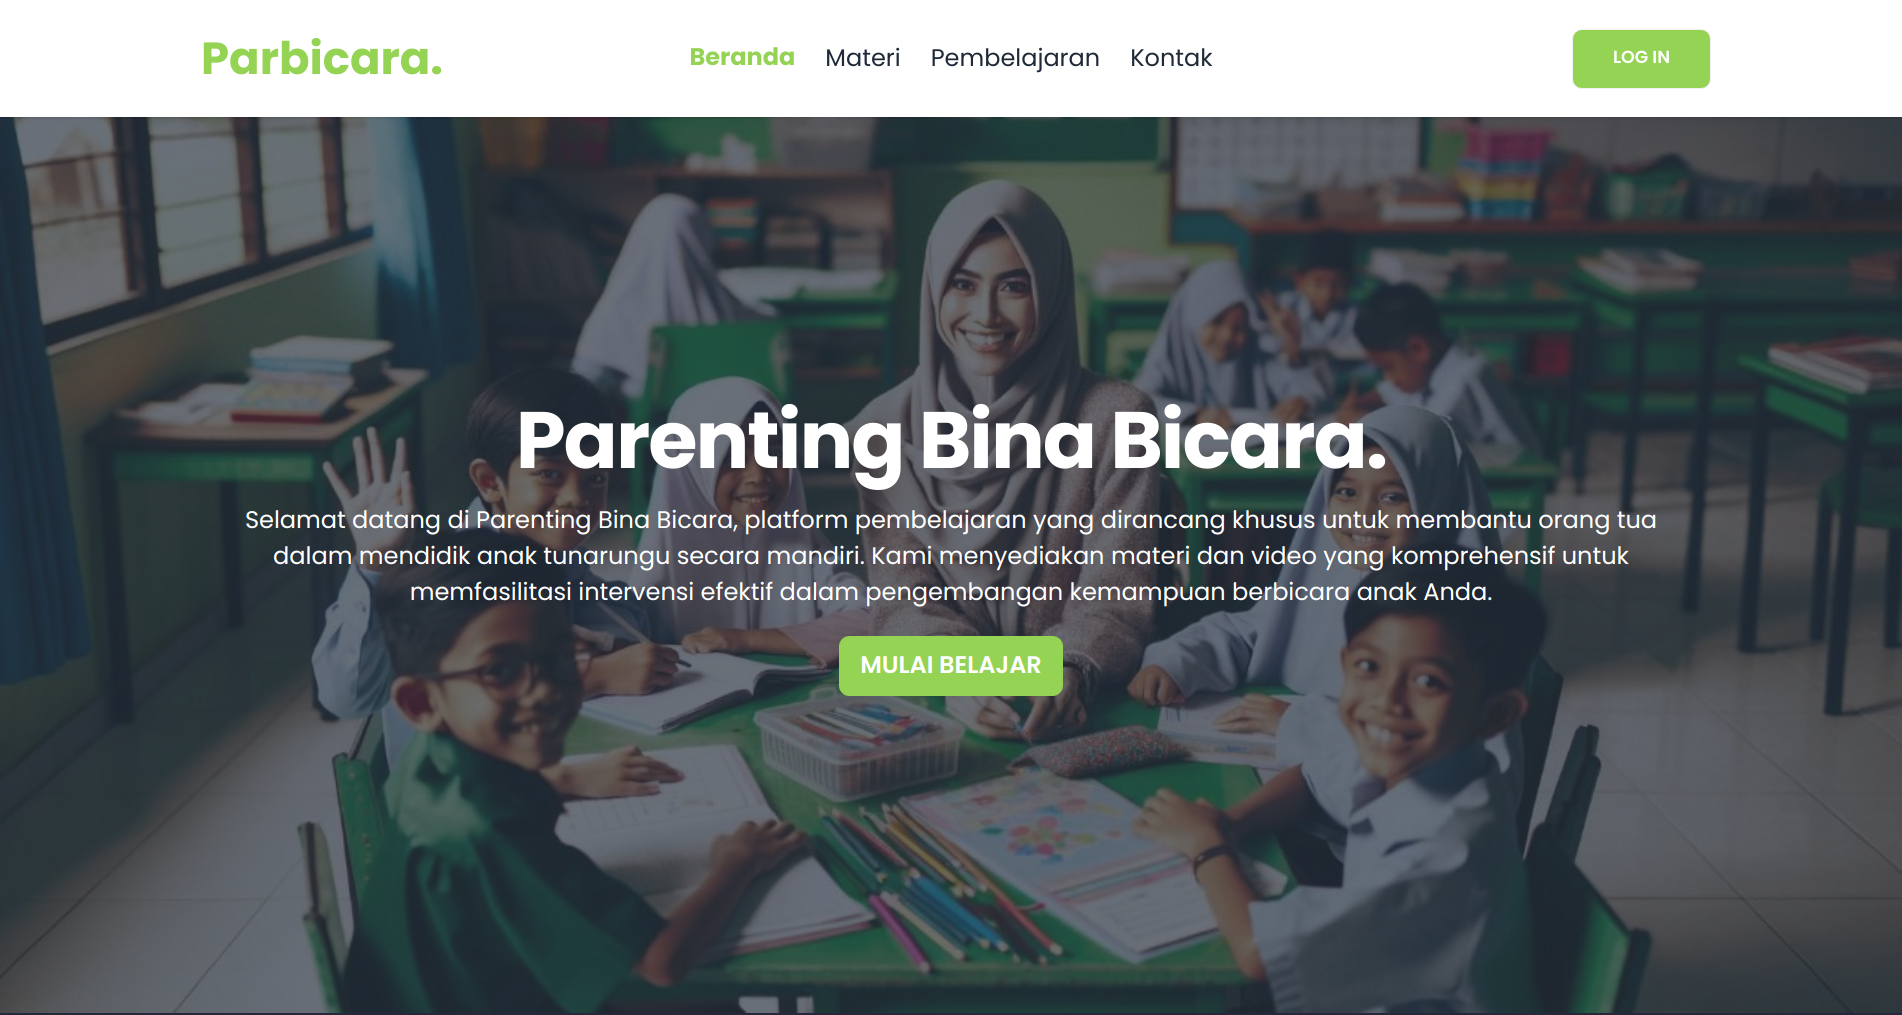 Parbicara.
Beranda Materi Pembelajaran Kontak
LOG IN
Parenting Bina Bicara.
Selamat datang di Parenting Bina Bicara, platform pembelajaran yang dirancang khusus untuk membantu orang tua
dalam mendidik anak tunarungu secara mandiri. Kami menyediakan materi dan video yang komprehensif untuk
memfasilitasi intervensi efektif dalam pengembangan kemampuan berbicara anak Anda.
MULAI BELAJAR